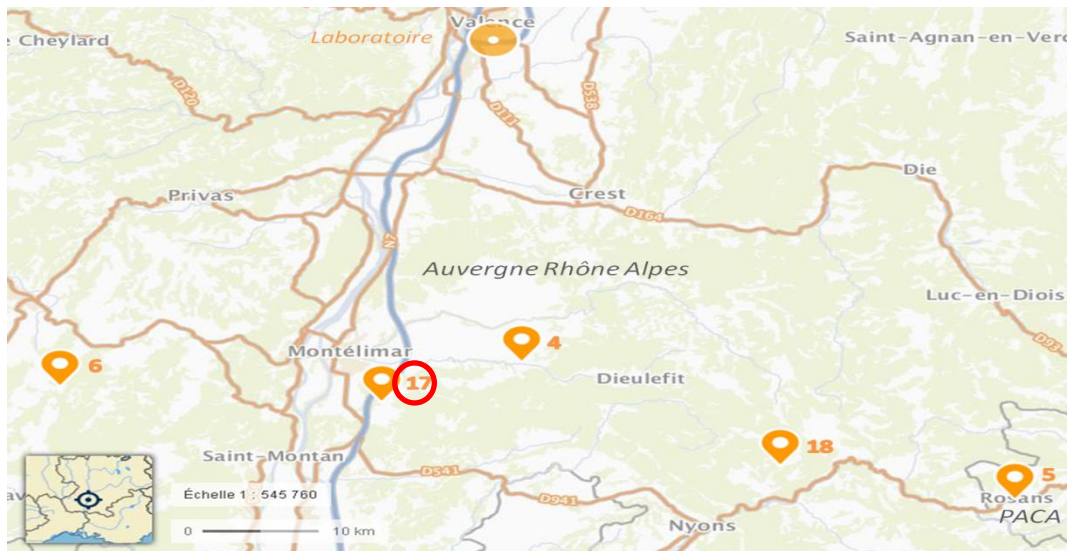 Valence
Laboratoire
Cheylard
Saint-Agnan-en-Verc
D120
D111
D538
Privas
Crest
Die
D164
N7
Auvergne Rhône Alpes
Luc-en-Diois
D93
Montélimar
4
6
17
Dieulefit
18
Saint-Montan
D541
5
Échelle 1 : 545 760
D941
Rosans
PACA
0 10 km
Nyons